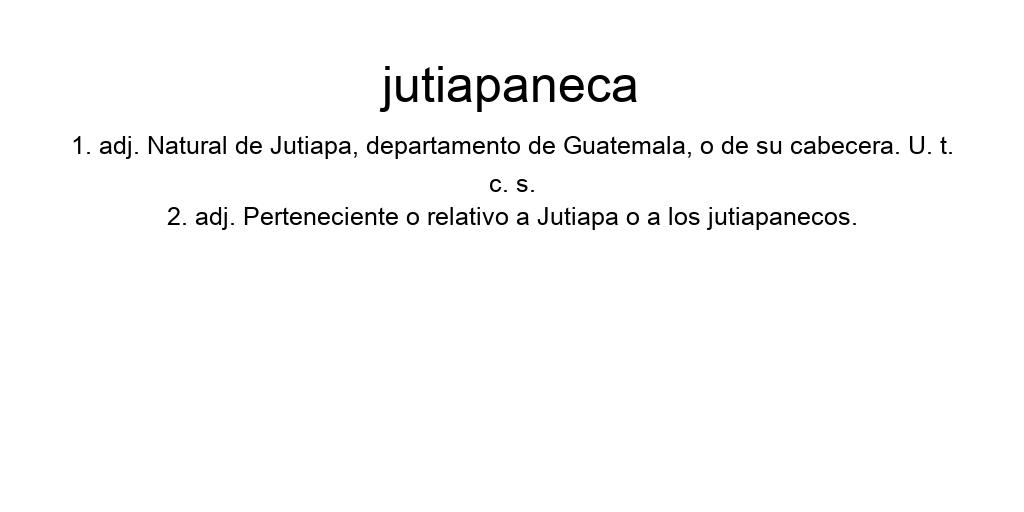 jutiapaneca
1. adj. Natural de Jutiapa, departamento de Guatemala, o de su cabecera. U. t.
c. s.
2. adj. Perteneciente o relativo a Jutiapa o a los jutiapanecos.